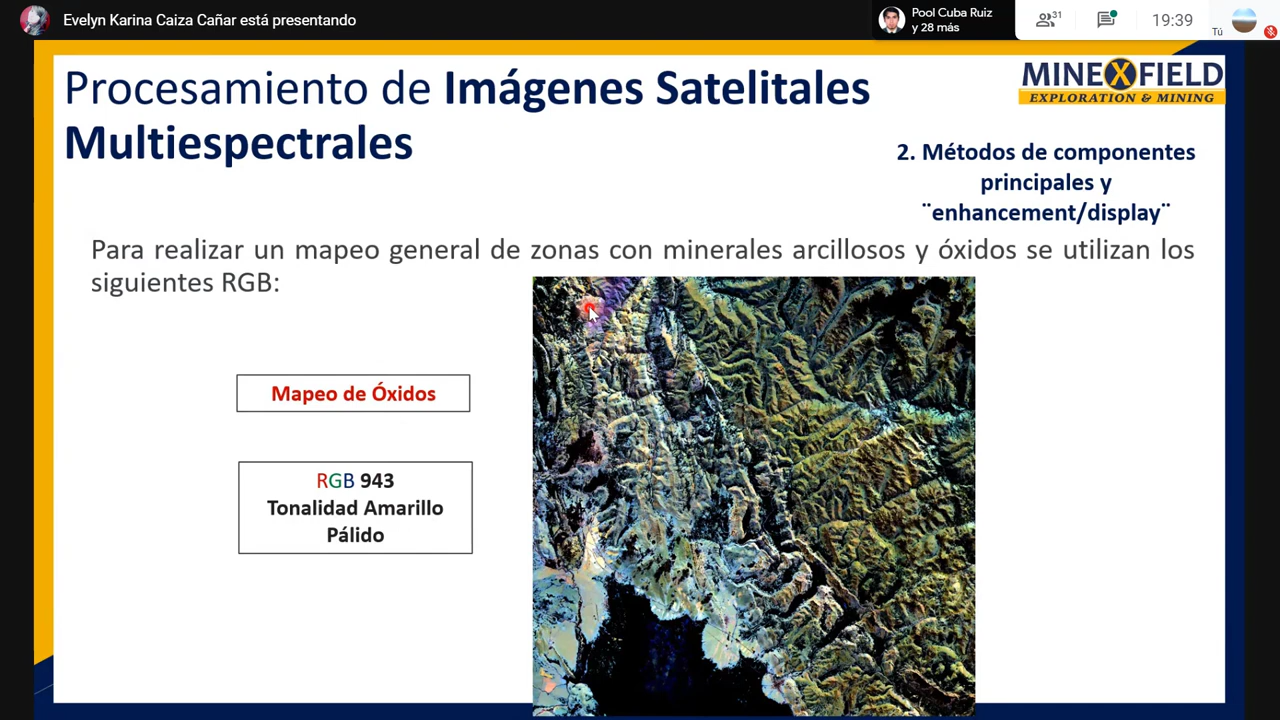 Evelyn Karina Caiza Cañar está presentando
Pool Cuba Ruiz
y 28 más
31
19:39
Tú
Procesamiento de Imágenes Satelitales
Multiespectrales
MINEXFIELD
EXPLORATION & MINING
2. Métodos de componentes
principales y
¨enhancement/display¨
Para realizar un mapeo general de zonas con minerales arcillosos y óxidos se utilizan los
siguientes RGB:
Mapeo de Óxidos
RGB 943
Tonalidad Amarillo
Pálido